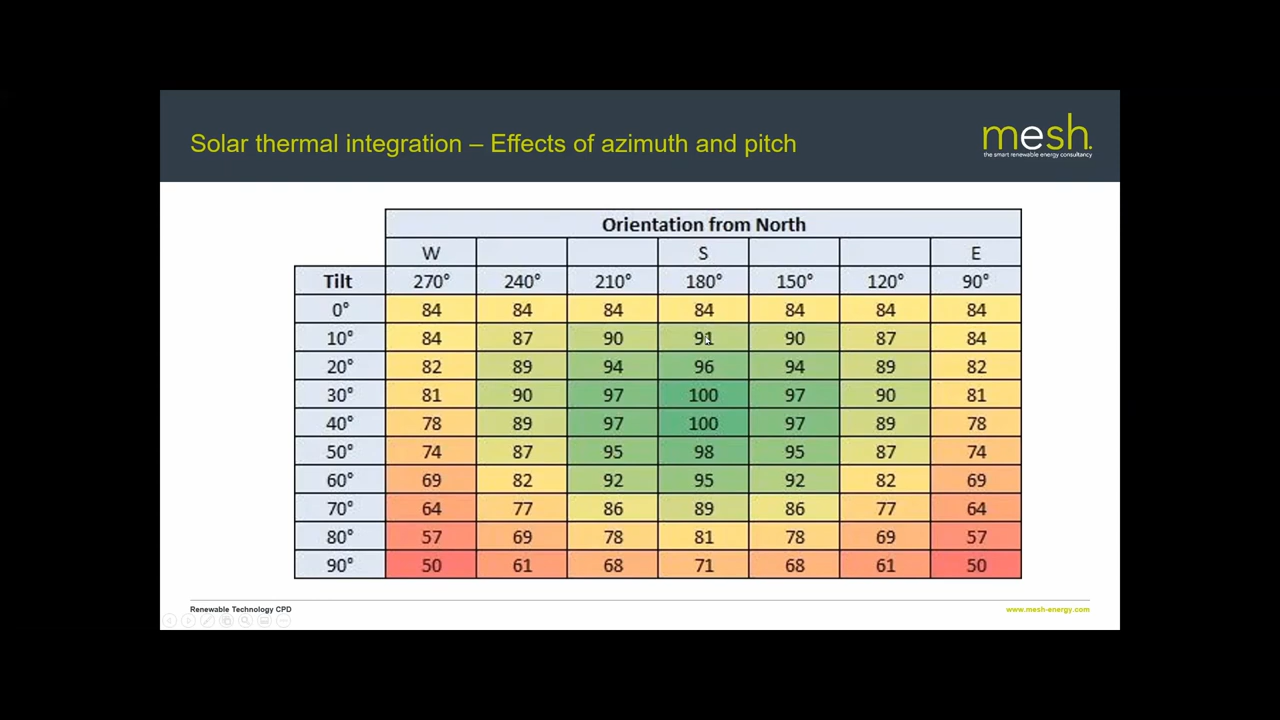 Solar thermal integration – Effects of azimuth and pitch
mesh.
the smart renewable energy consultancy
Orientation from North
W S E
Tilt 270° 240° 210° 180° 150° 120° 90°
0° 84 84 84 84 84 84 84
10° 84 87 90 91 90 87 84
20° 82 89 94 96 94 89 82
30° 81 90 97 100 97 90 81
40° 78 89 97 100 97 89 78
50° 74 87 95 98 95 87 74
60° 69 82 92 95 92 82 69
70° 64 77 86 89 86 77 64
80° 57 69 78 81 78 69 57
90° 50 61 68 71 68 61 50
Renewable Technology CPD
www.mesh-energy.com